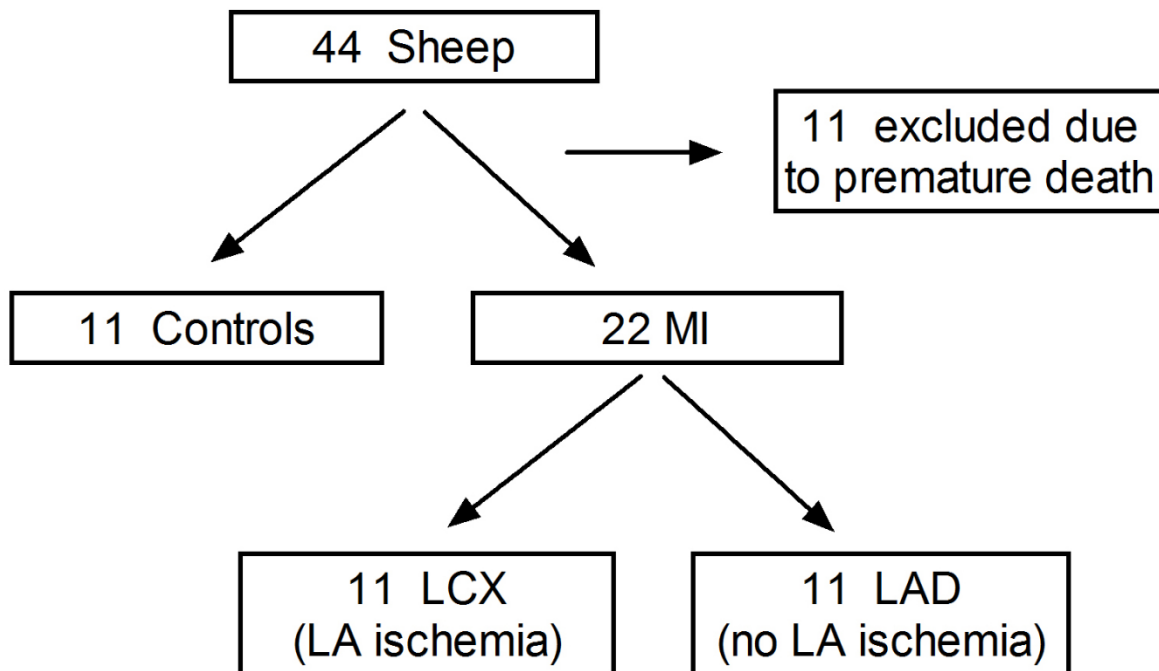 44 Sheep
11 excluded due
to premature death
11 Controls
22 MI
11 LCX
(LA ischemia)
11 LAD
(no LA ischemia)